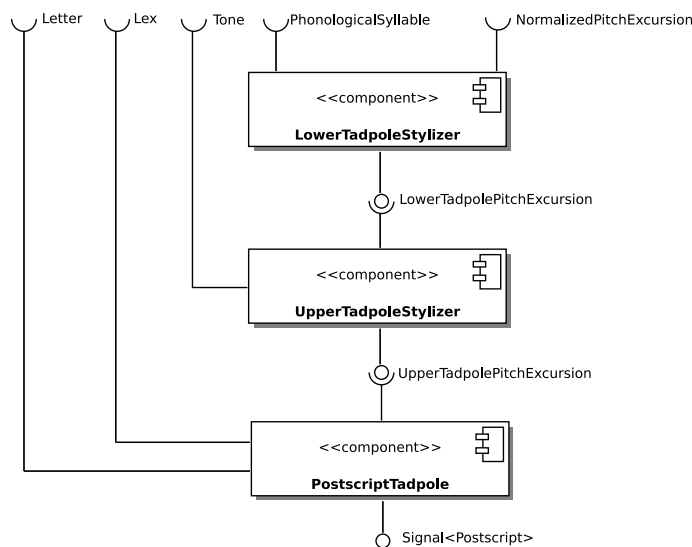 Letter
Lex
Tone
PhonologicalSyllable
NormalizedPitchExcursion
<<component>>
LowerTadpoleStylizer
LowerTadpolePitchExcursion
<<component>>
UpperTadpoleStylizer
UpperTadpolePitchExcursion
<<component>>
PostscriptTadpole
Signal<Postscript>